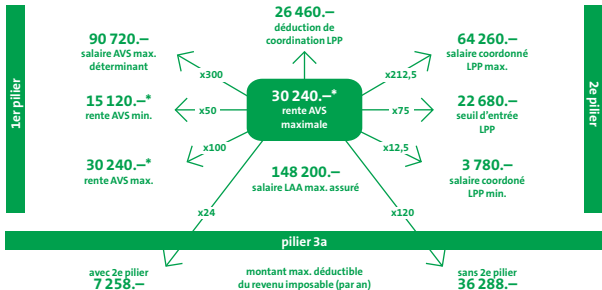 26 460.–
déduction de
coordination LPP
90 720.–
salaire AVS max.
déterminant
64 260.–
salaire coordonné
LPP max.
x300
x212,5
1er pilier
15 120.–*
rente AVS min.
x50
30 240.–*
rente AVS
maximale
x75
22 680.–
seuil d'entrée
LPP
2e pilier
x100
x12,5
30 240.–*
rente AVS max.
148 200.–
salaire LAA max. assuré
3 780.–
salaire coordoné
LPP min.
x24
x120
pilier 3a
avec 2e pilier
7 258.–
montant max. déductible
du revenu imposable (par an)
sans 2e pilier
36 288.–